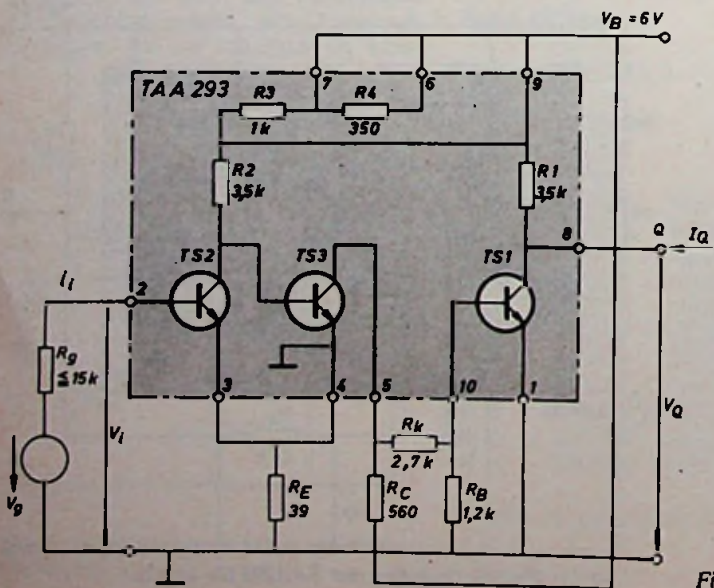 V_B = 6V
7
6
9
TAA 293
R3
1k
R4
350
R2
3,5k
R1
3,5k
TS2
TS3
TS1
8
Q
I_Q
i_i
2
R_g
≤15k
V_i
V_g
3
4
5
10
1
R_k
2,7k
V_Q
R_E
39
R_C
560
R_B
1,2k